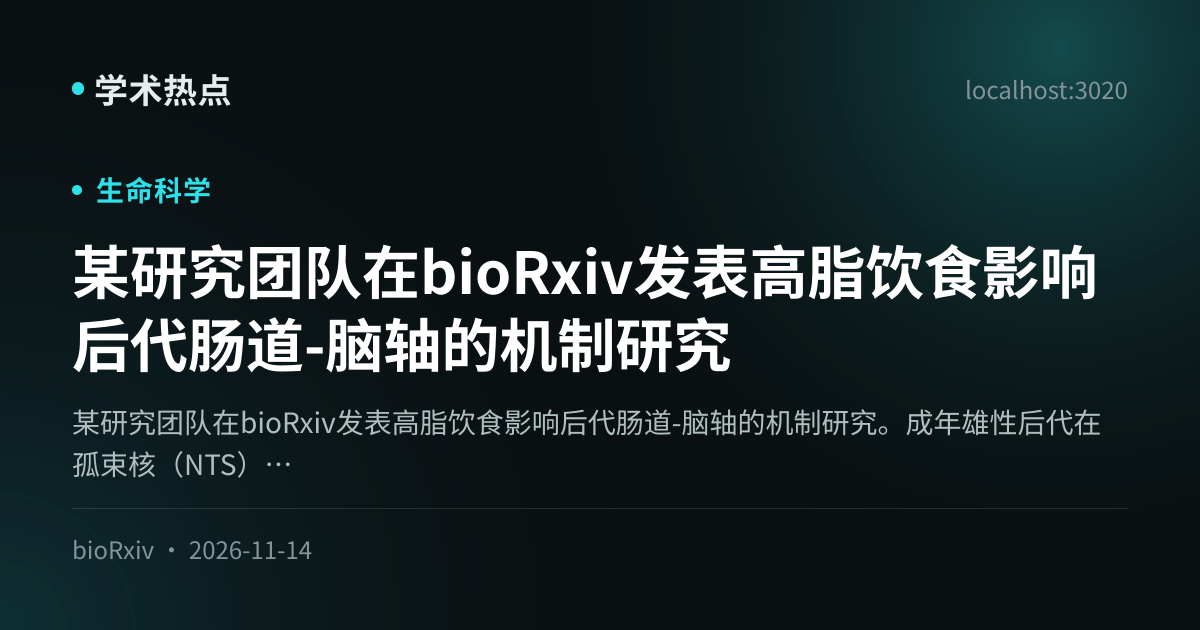 学术热点
localhost:3020
生命科学
某研究团队在bioRxiv发表高脂饮食影响
后代肠道-脑轴的机制研究
某研究团队在bioRxiv发表高脂饮食影响后代肠道-脑轴的机制研究。成年雄性后代在
孤束核（NTS）…
bioRxiv · 2026-11-14